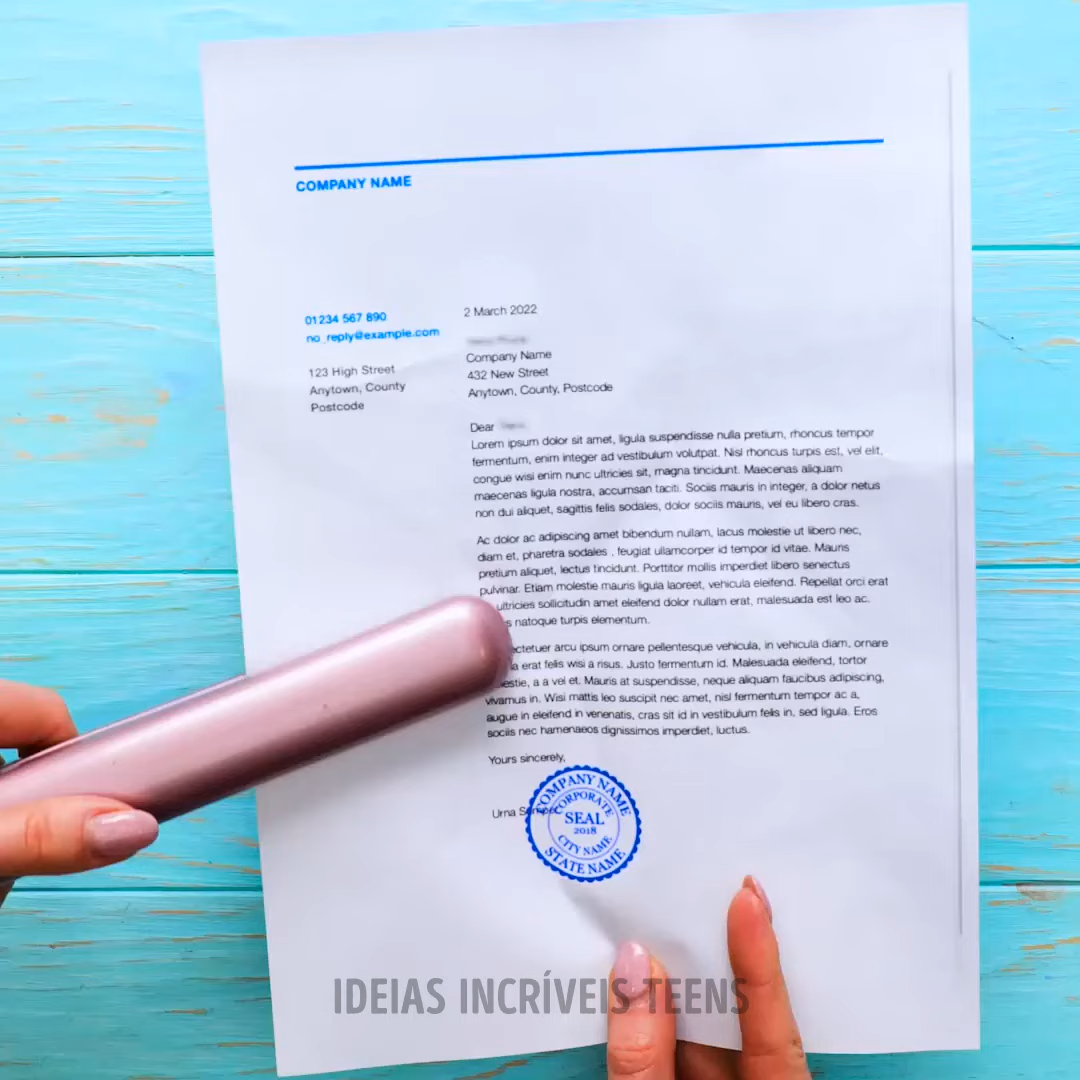 COMPANY NAME
01234 567 890
no_reply@example.com
123 High Street
Anytown, County
Postcode
2 March 2022
Company Name
432 New Street
Anytown, County, Postcode
Dear
Lorem ipsum dolor sit amet, ligula suspendisse nulla pretium, rhoncus tempor
fermentum, enim integer ad vestibulum volutpat. Nisl rhoncus turpis est, vel elit,
congue wisi enim nunc ultricies sit, magna tincidunt. Maecenas aliquam
maecenas ligula nostra, accumsan taciti. Sociis mauris in integer, a dolor netus
non dui aliquet, sagittis felis sodales, dolor sociis mauris, vel eu libero cras.
Ac dolor ac adipiscing amet bibendum nullam, lacus molestie ut libero nec,
diam et, pharetra sodales , feugiat ullamcorper id tempor id vitae. Mauris
pretium aliquet, lectus tincidunt. Porttitor mollis imperdiet libero senectus
pulvinar. Etiam molestie mauris ligula laoreet, vehicula eleifend. Repellat orci erat
ultricies sollicitudin amet eleifend dolor nullam erat, malesuada est leo ac.
natoque turpis elementum.
arcu ipsum ornare pellentesque vehicula, in vehicula diam, ornare
erat felis wisi a risus. Justo fermentum id. Malesuada eleifend, tortor
a a vel et. Mauris at suspendisse, neque aliquam faucibus adipiscing,
vivamus in. Wisi mattis leo suscipit nec amet, nisl fermentum tempor ac a,
augue in eleifend in venenatis, cras sit id in vestibulum felis in, sed ligula. Eros
sociis nec hamenaeos dignissimos imperdiet, luctus.
Yours sincerely,
Urna
COMPANY NAME
CORPORATE
SEAL
2018
CITY NAME
STATE NAME
IDEIAS INCRÍVEIS TEENS